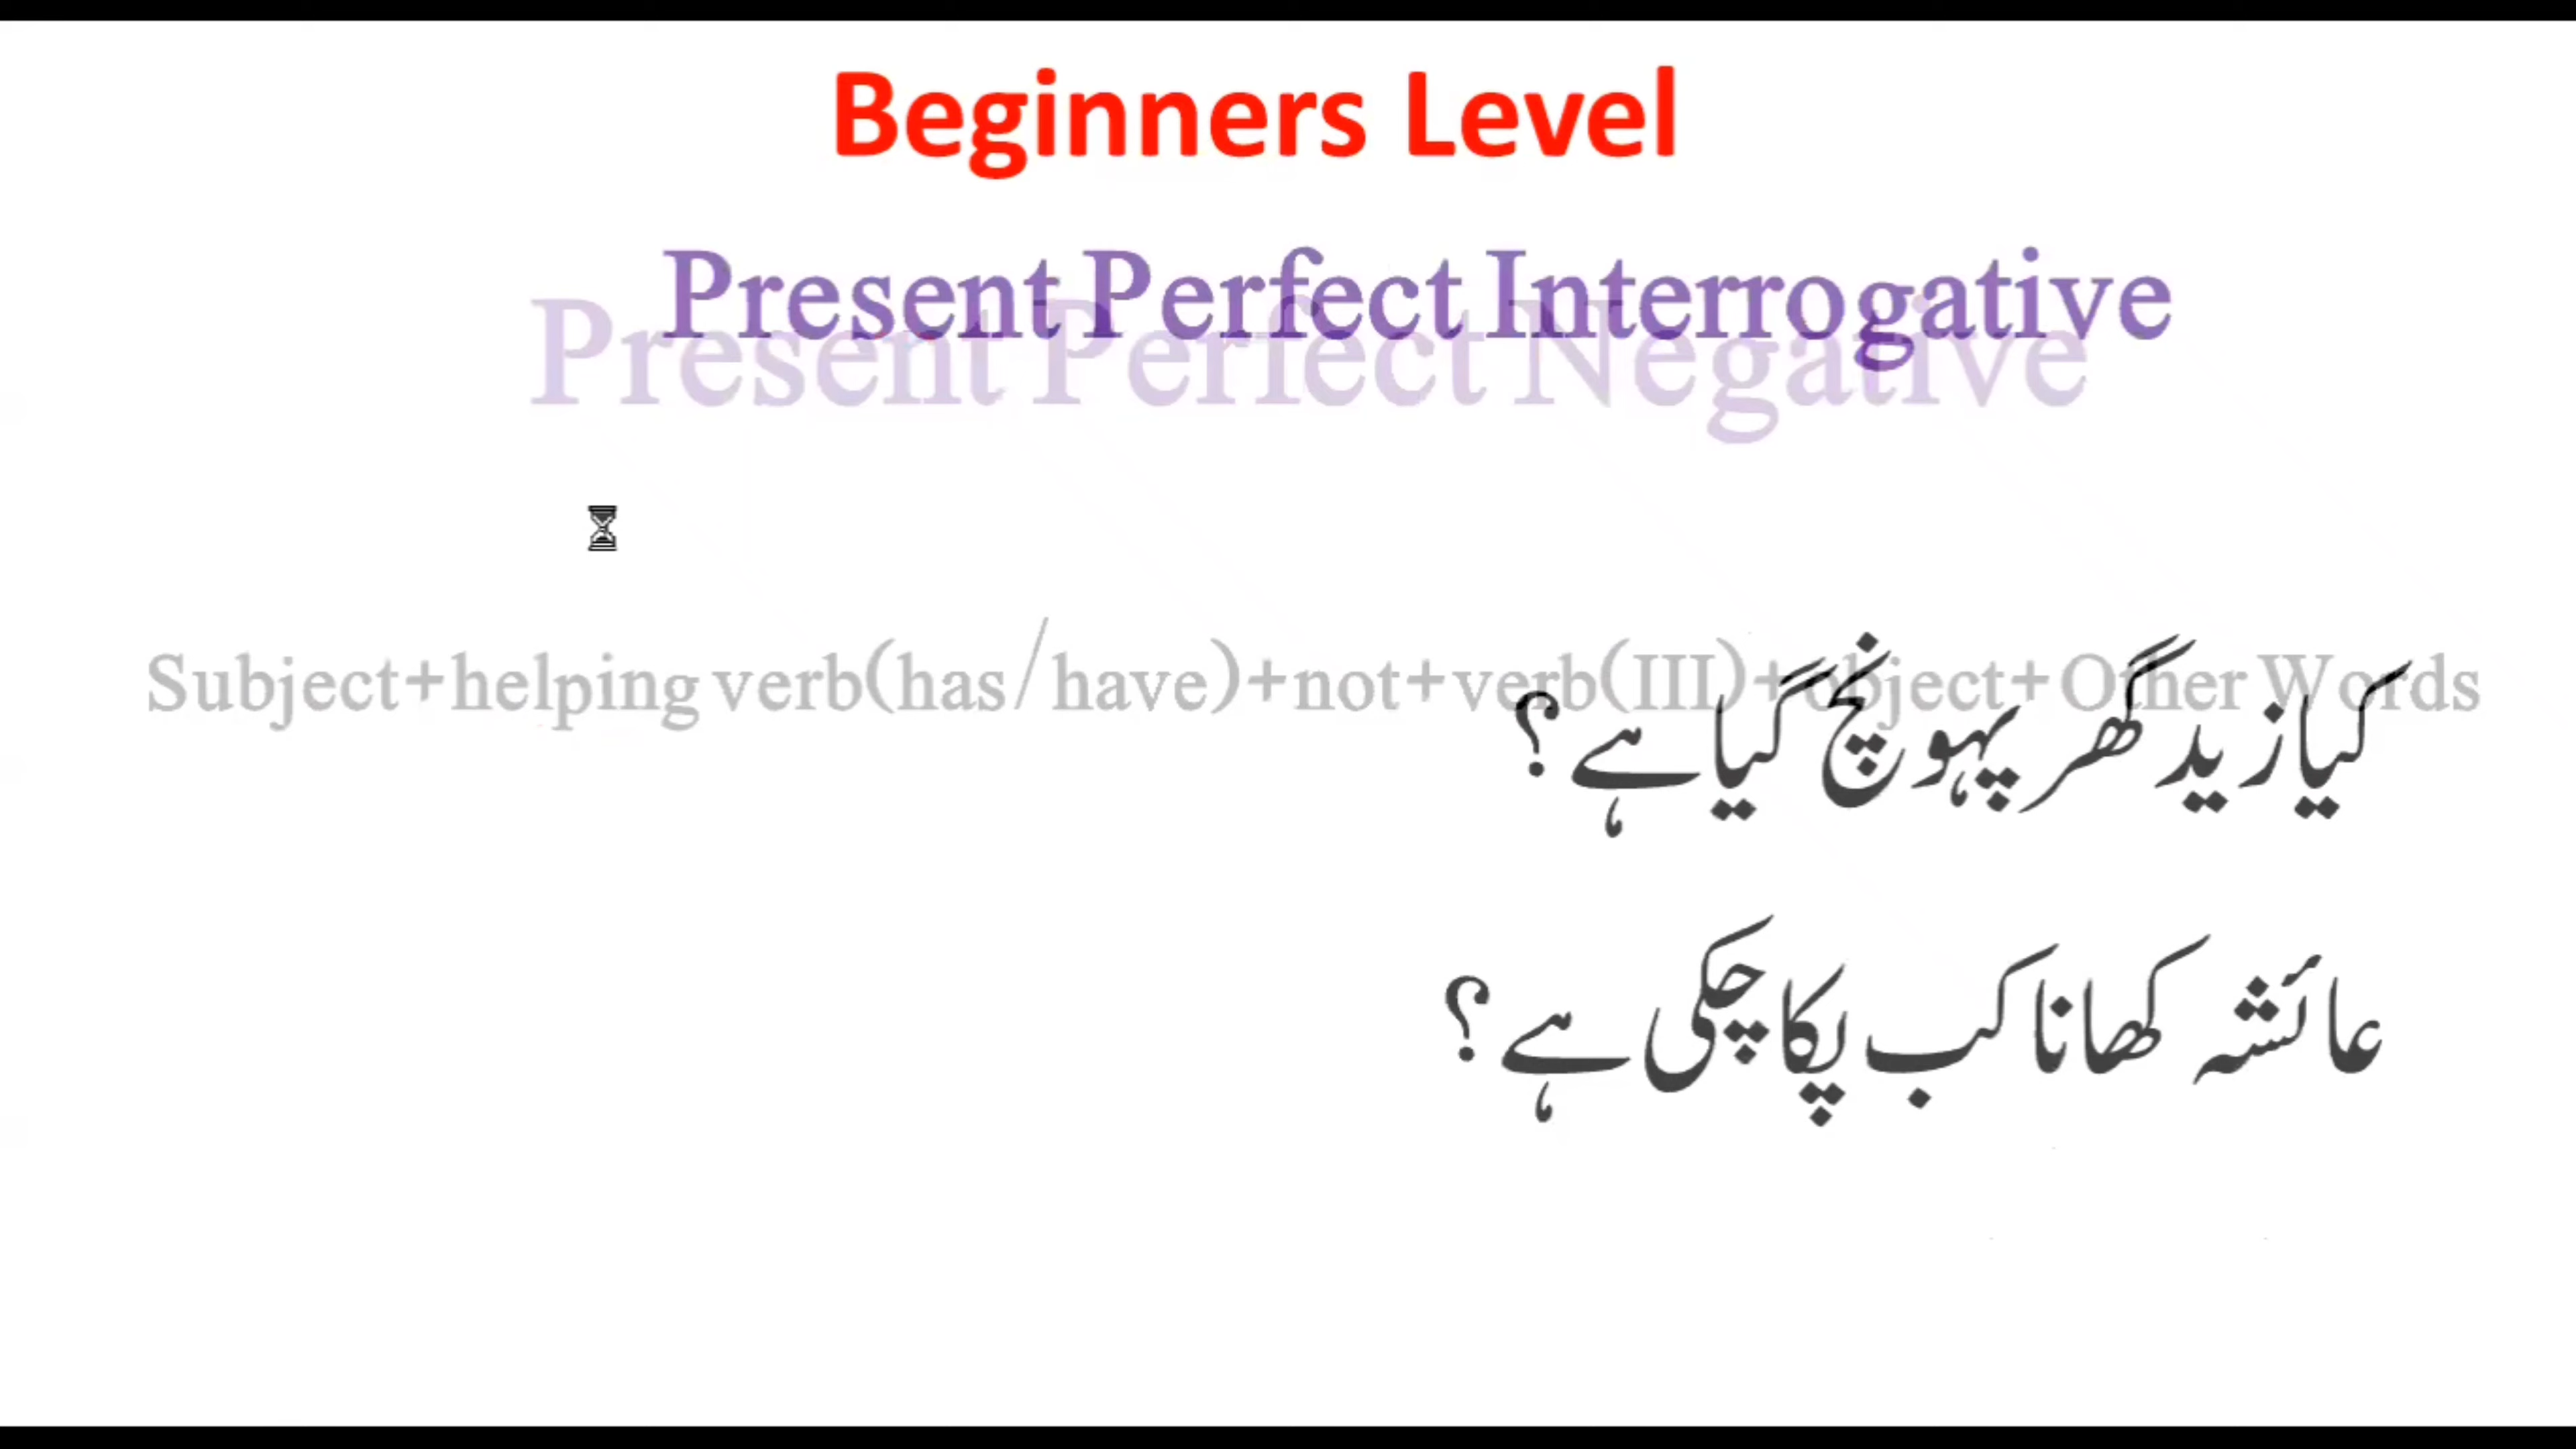 Beginners Level
Present Perfect Interrogative
Present Perfect Negative
Subject+helping verb(has/have)+not+verb(III)+object+Other Words
کیا زید گھر پہونچ گیا ہے؟
عائشہ کھانا کب پکا چکی ہے؟